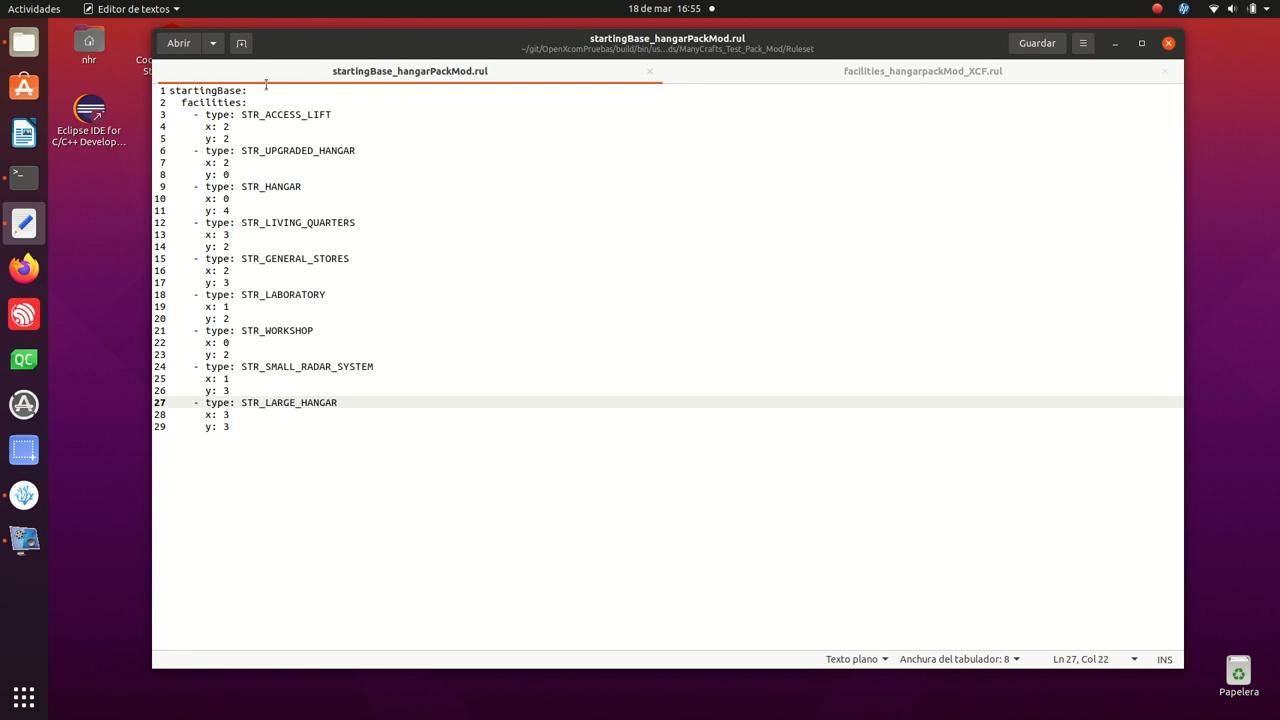 Actividades
Editor de textos
18 de mar 16:55
Abrir
startingBase_hangarPackMod.rul
~/git/OpenXcomPruebas/build/bin/us...ds/ManyCrafts_Test_Pack_Mod/Ruleset
Guardar
startingBase_hangarPackMod.rul
facilities_hangarpackMod_XCF.rul
nhr
Coc
St
Eclipse IDE for
C/C++ Develop...
1 startingBase:
2 facilities:
3 - type: STR_ACCESS_LIFT
4 x: 2
5 y: 2
6 - type: STR_UPGRADED_HANGAR
7 x: 2
8 y: 0
9 - type: STR_HANGAR
10 x: 0
11 y: 4
12 - type: STR_LIVING_QUARTERS
13 x: 3
14 y: 2
15 - type: STR_GENERAL_STORES
16 x: 2
17 y: 3
18 - type: STR_LABORATORY
19 x: 1
20 y: 2
21 - type: STR_WORKSHOP
22 x: 0
23 y: 2
24 - type: STR_SMALL_RADAR_SYSTEM
25 x: 1
26 y: 3
27 - type: STR_LARGE_HANGAR
28 x: 3
29 y: 3
QC
Texto plano
Anchura del tabulador: 8
Ln 27, Col 22
INS
Papelera